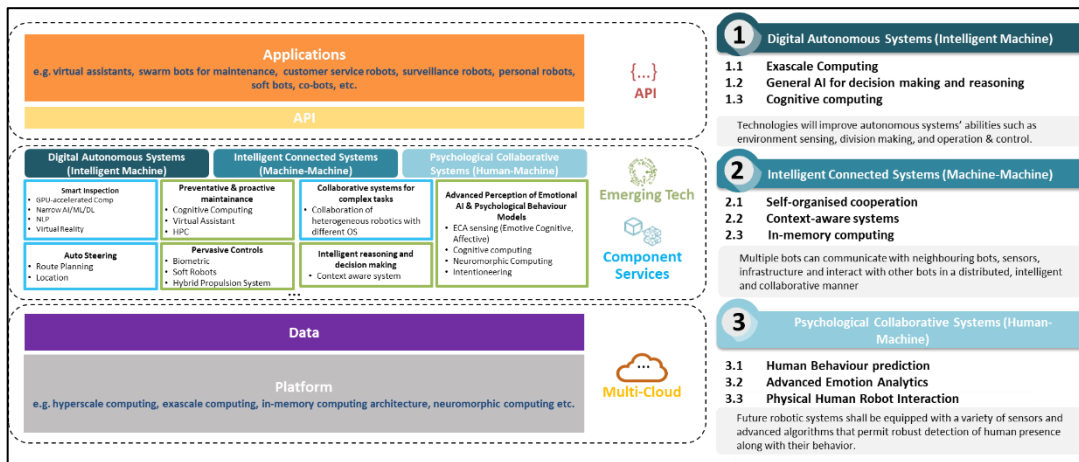 Applications
e.g. virtual assistants, swarm bots for maintenance, customer service robots, surveillance robots, personal robots,
soft bots, co-bots, etc.
API
{...}
API
Digital Autonomous Systems
(Intelligent Machine)
Intelligent Connected Systems
(Machine-Machine)
Psychological Collaborative
Systems (Human-Machine)
Smart Inspection
• GPU-accelerated Comp
• Narrow AI/ML/DL
• NLP
• Virtual Reality
Preventative & proactive
maintainance
• Cognitive Computing
• Virtual Assistant
• HPC
Collaborative systems for
complex tasks
• Collaboration of
heterogeneous robotics with
different OS
Advanced Perception of Emotional
AI & Psychological Behaviour
Models
• ECA sensing (Emotive Cognitive,
Affective)
• Cognitive computing
• Neuromorphic Computing
• Intentioneering
Auto Steering
• Route Planning
• Location
Pervasive Controls
• Biometric
• Soft Robots
• Hybrid Propulsion System
Intelligent reasoning and
decision making
• Context aware system
...
Emerging Tech
Component
Services
Data
Platform
e.g. hyperscale computing, exascale computing, in-memory computing architecture, neuromorphic computing etc.
...
Multi-Cloud
1
Digital Autonomous Systems (Intelligent Machine)
1.1 Exascale Computing
1.2 General AI for decision making and reasoning
1.3 Cognitive computing
Technologies will improve autonomous systems' abilities such as
environment sensing, division making, and operation & control.
2
Intelligent Connected Systems (Machine-Machine)
2.1 Self-organised cooperation
2.2 Context-aware systems
2.3 In-memory computing
Multiple bots can communicate with neighbouring bots, sensors,
infrastructure and interact with other bots in a distributed, intelligent
and collaborative manner
3
Psychological Collaborative Systems (Human-
Machine)
3.1 Human Behaviour prediction
3.2 Advanced Emotion Analytics
3.3 Physical Human Robot Interaction
Future robotic systems shall be equipped with a variety of sensors and
advanced algorithms that permit robust detection of human presence
along with their behavior.